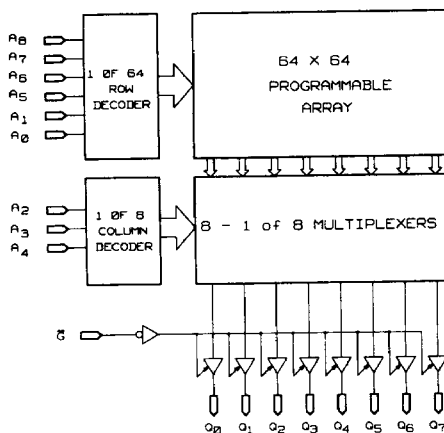 A8
A7
A6
A5
A1
A0
1 OF 64
ROW
DECODER
64 X 64
PROGRAMMABLE
ARRAY
A2
A3
A4
1 OF 8
COLUMN
DECODER
8 - 1 of 8 MULTIPLEXERS
G̅
Q0 Q1 Q2 Q3 Q4 Q5 Q6 Q7